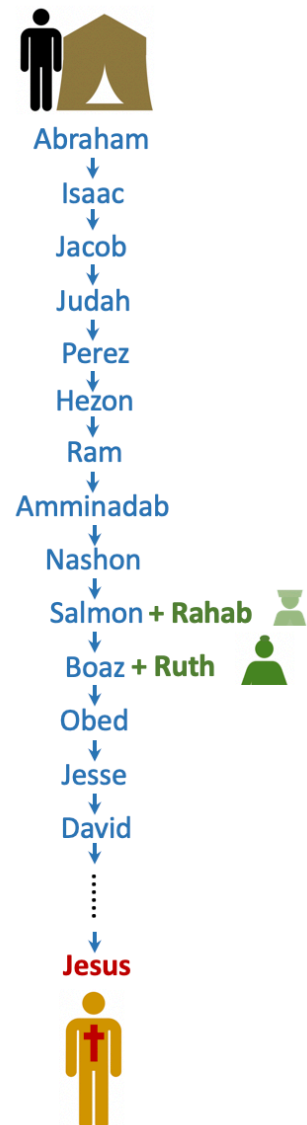 Abraham
Isaac
Jacob
Judah
Perez
Hezon
Ram
Amminadab
Nashon
Salmon + Rahab
Boaz + Ruth
Obed
Jesse
David
......
Jesus